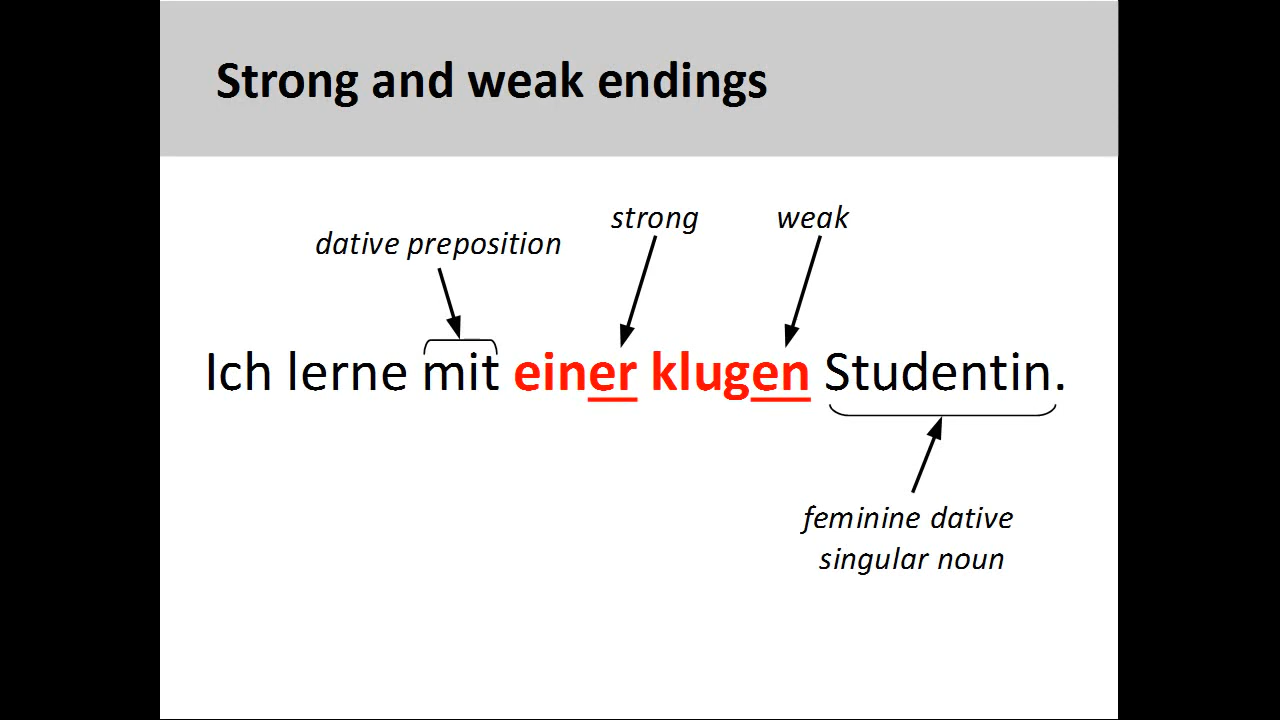 Strong and weak endings
strong weak
dative preposition
Ich lerne mit einer klugen Studentin.
feminine dative
singular noun